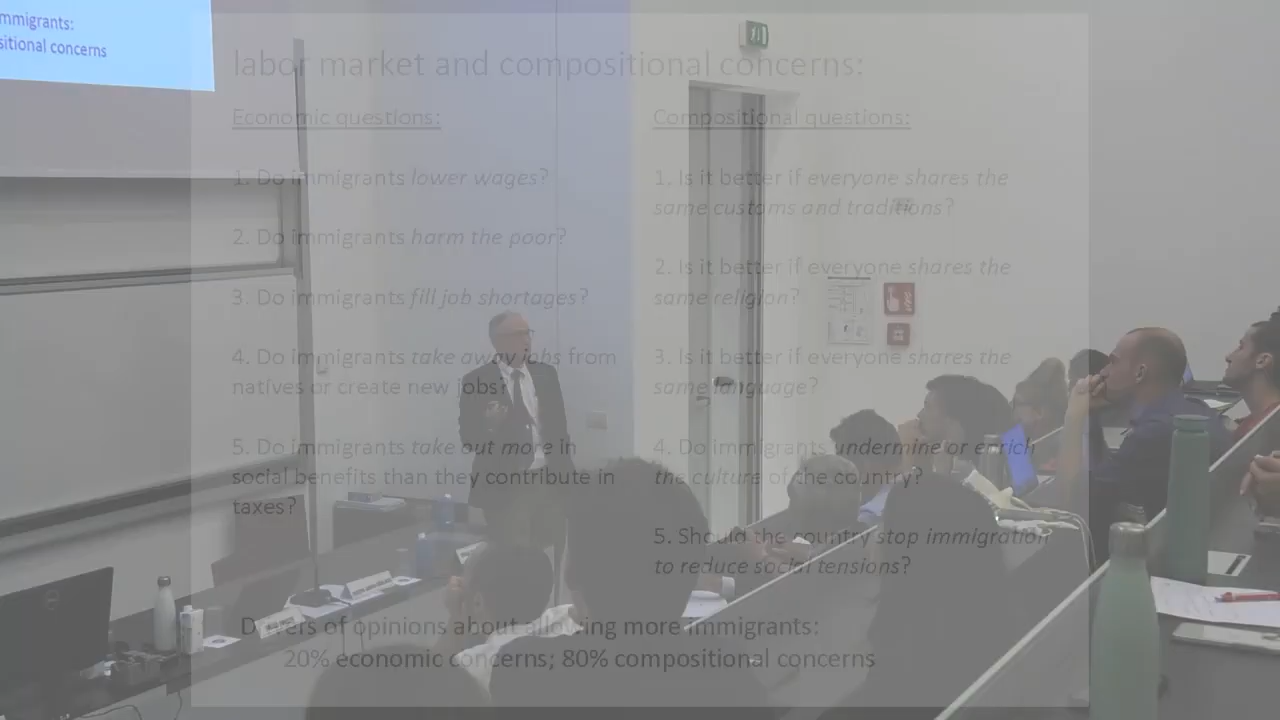 mmigrants:
sitional concerns
labor market and compositional concerns:
Economic questions:
1. Do immigrants lower wages?
2. Do immigrants harm the poor?
3. Do immigrants fill job shortages?
4. Do immigrants take away jobs from
natives or create new jobs?
5. Do immigrants take out more in
social benefits than they contribute in
taxes?
Compositional questions:
1. Is it better if everyone shares the
same customs and traditions?
2. Is it better if everyone shares the
same religion?
3. Is it better if everyone shares the
same language?
4. Do immigrants undermine or enrich
the culture of the country?
5. Should the country stop immigration
to reduce social tensions?
Drivers of opinions about allowing more immigrants:
20% economic concerns; 80% compositional concerns